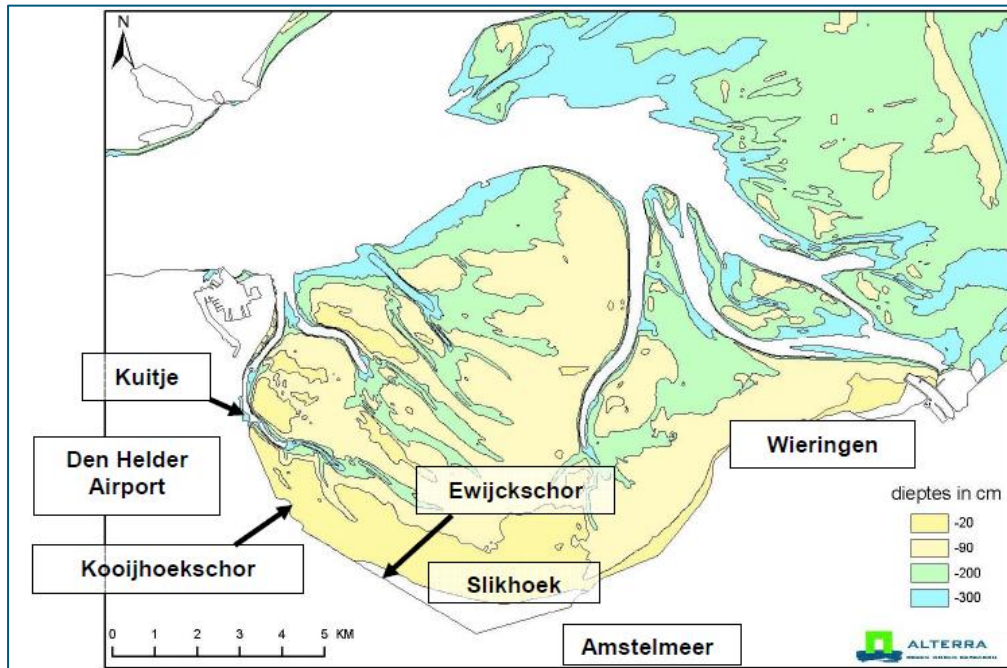 N
Kuitje
Den Helder
Airport
Kooijhoekschor
Ewijckschor
Slikhoek
Wieringen
Amstelmeer
dieptes in cm
-20
-90
-200
-300
0 1 2 3 4 5 KM
ALTERRA